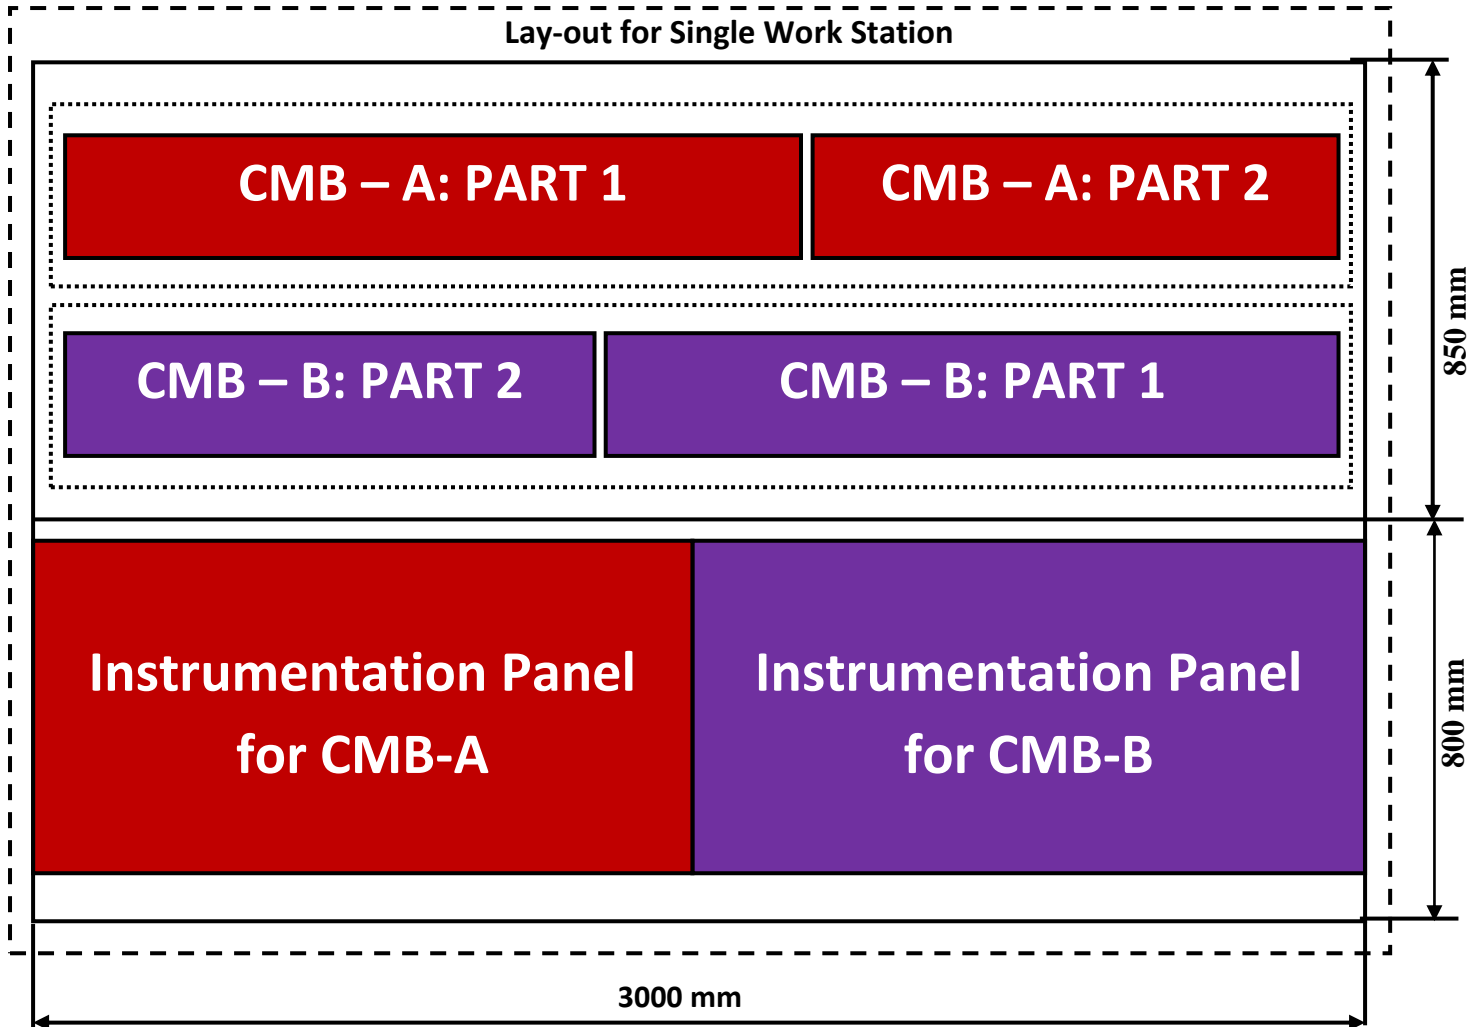 Lay-out for Single Work Station
CMB – A: PART 1
CMB – A: PART 2
850 mm
CMB – B: PART 2
CMB – B: PART 1
Instrumentation Panel
for CMB-A
Instrumentation Panel
for CMB-B
800 mm
3000 mm